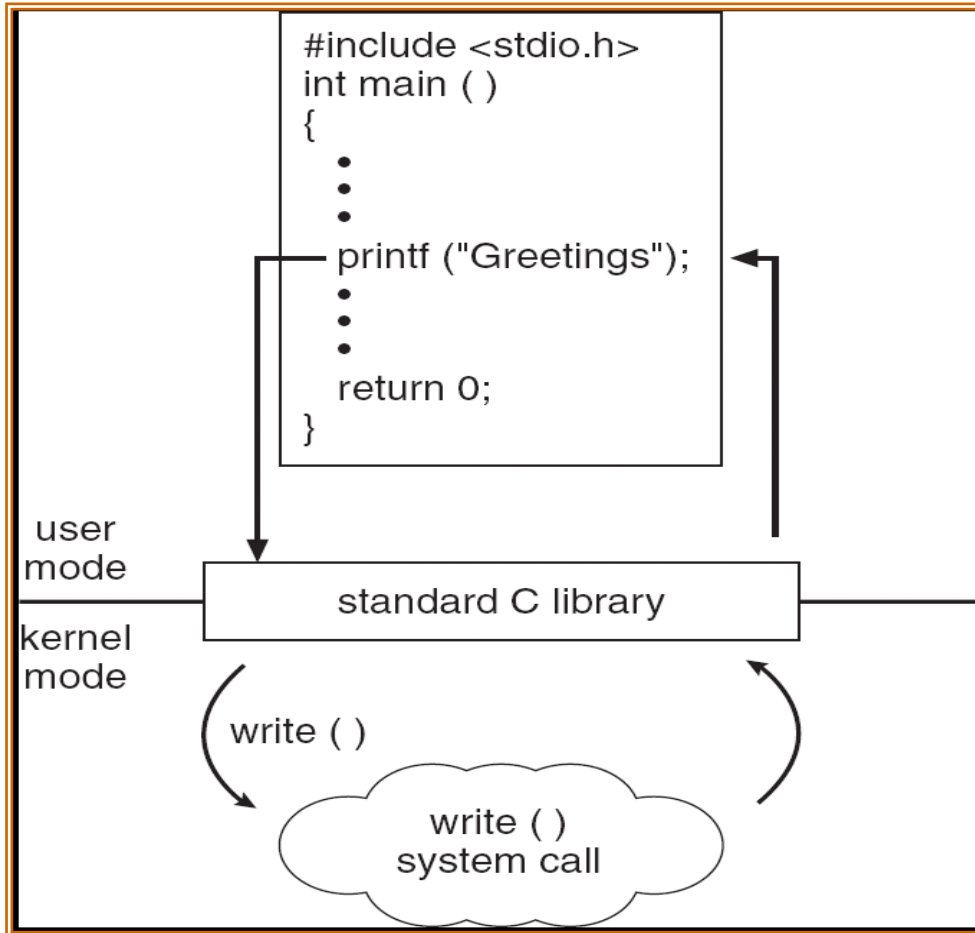 #include <stdio.h>
int main ( )
{
•
•
•
printf ("Greetings");
•
•
•
return 0;
}
user
mode
standard C library
kernel
mode
write ( )
write ( )
system call